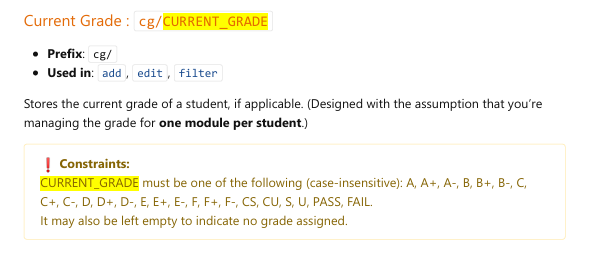 Current Grade : cg/CURRENT_GRADE
• Prefix: cg/
• Used in: add, edit, filter
Stores the current grade of a student, if applicable. (Designed with the assumption that you're
managing the grade for one module per student.)
❗ Constraints:
CURRENT_GRADE must be one of the following (case-insensitive): A, A+, A-, B, B+, B-, C,
C+, C-, D, D+, D-, E, E+, E-, F, F+, F-, CS, CU, S, U, PASS, FAIL.
It may also be left empty to indicate no grade assigned.